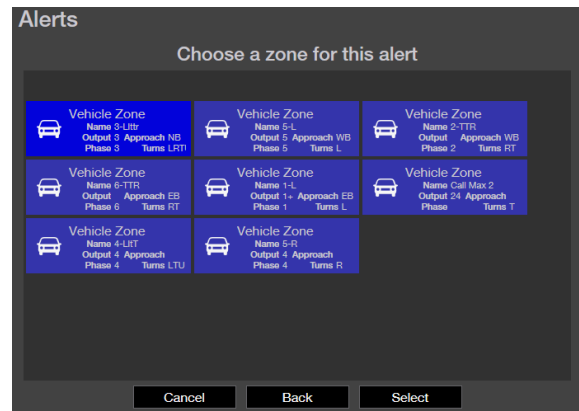 Alerts
Choose a zone for this alert
Vehicle Zone
Name 3-Lttr
Output 3 Approach NB
Phase 3 Turns LRTU
Vehicle Zone
Name 5-L
Output 5 Approach WB
Phase 5 Turns L
Vehicle Zone
Name 2-TTR
Output Approach WB
Phase 2 Turns RT
Vehicle Zone
Name 6-TTR
Output Approach EB
Phase 6 Turns RT
Vehicle Zone
Name 1-L
Output 1+ Approach EB
Phase 1 Turns L
Vehicle Zone
Name Call Max 2
Output 24 Approach
Phase Turns T
Vehicle Zone
Name 4-LltT
Output 4 Approach
Phase 4 Turns LTU
Vehicle Zone
Name 5-R
Output 4 Approach
Phase 4 Turns R
Cancel Back Select